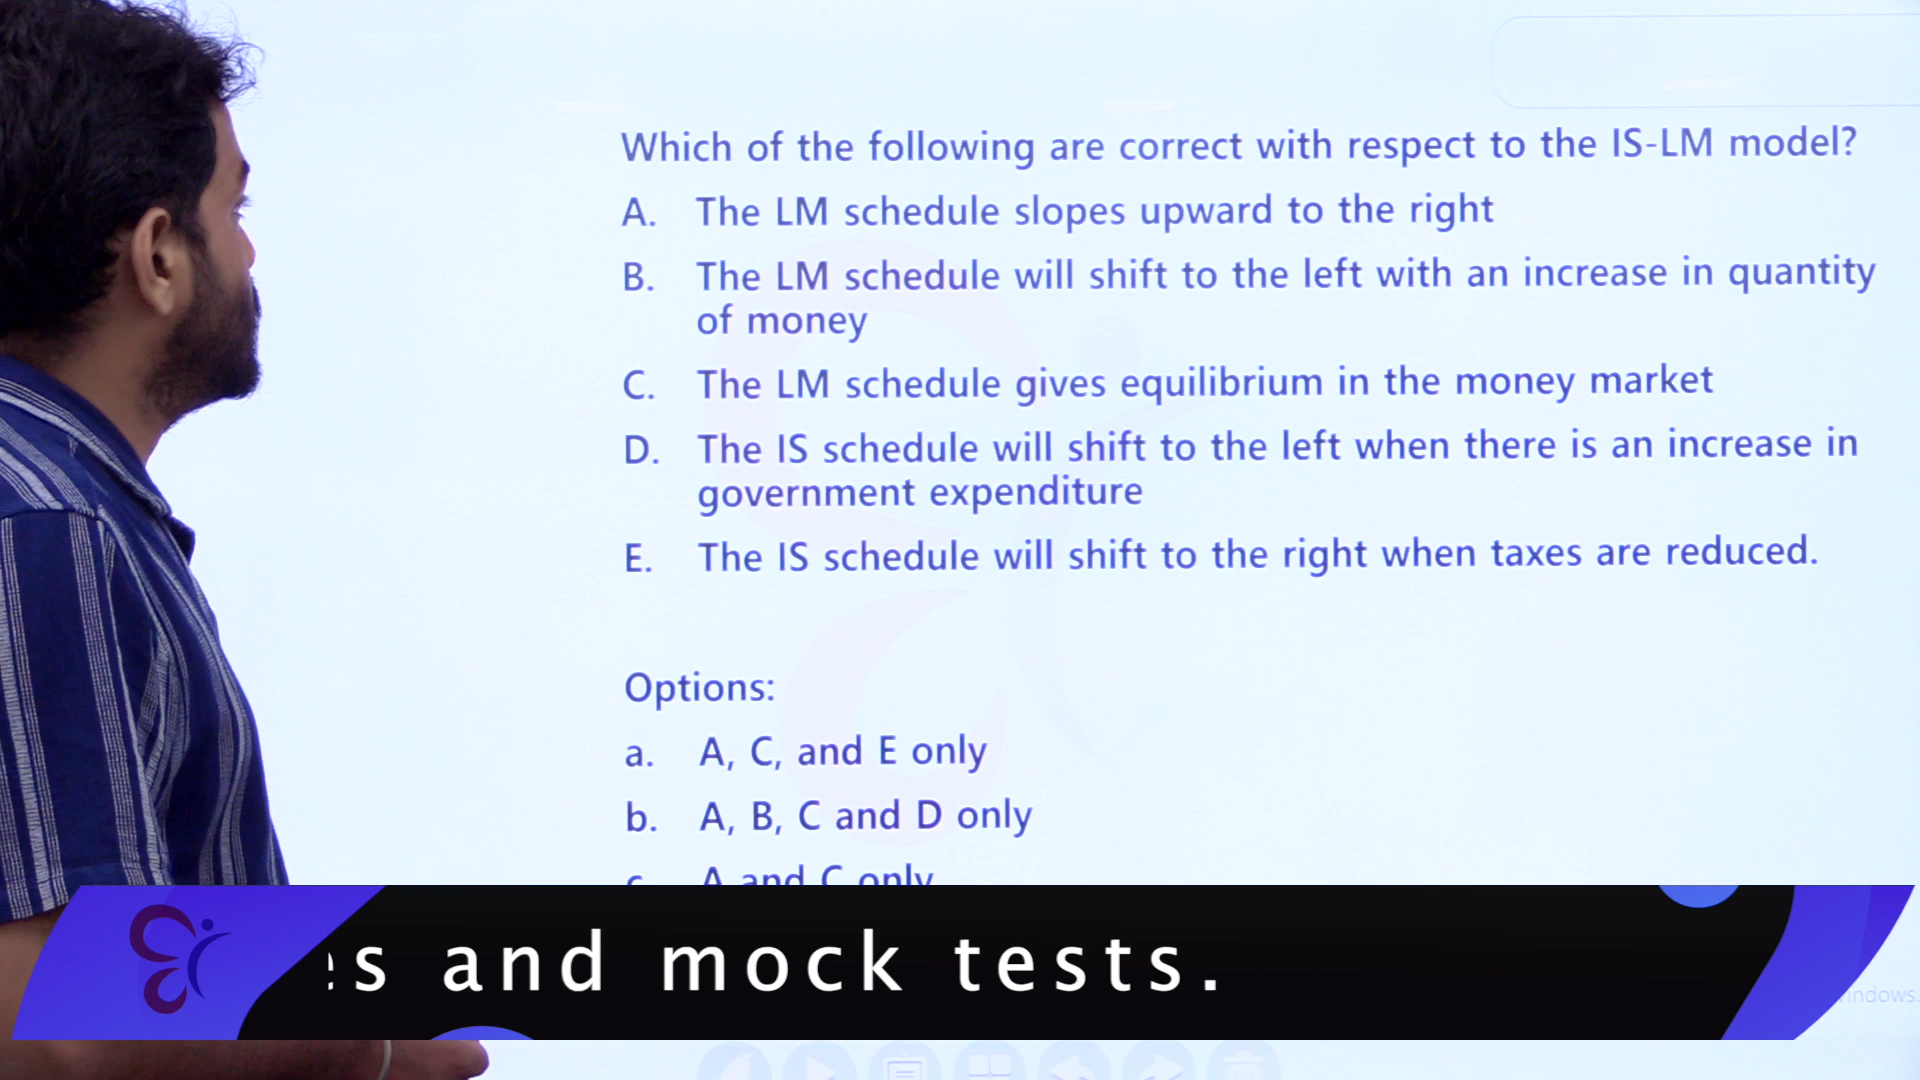 Which of the following are correct with respect to the IS-LM model?
A. The LM schedule slopes upward to the right
B. The LM schedule will shift to the left with an increase in quantity
of money
C. The LM schedule gives equilibrium in the money market
D. The IS schedule will shift to the left when there is an increase in
government expenditure
E. The IS schedule will shift to the right when taxes are reduced.
Options:
a. A, C, and E only
b. A, B, C and D only
c. A and C only
and mock tests.